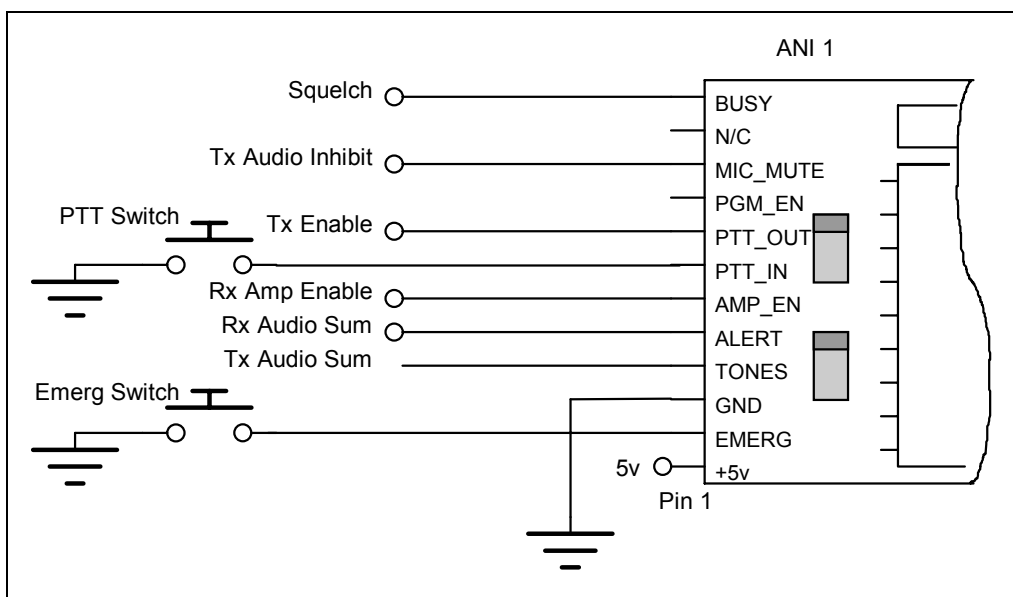 ANI 1
Squelch
BUSY
N/C
Tx Audio Inhibit
MIC_MUTE
PGM_EN
PTT Switch
Tx Enable
PTT_OUT
PTT_IN
Rx Amp Enable
AMP_EN
Rx Audio Sum
ALERT
Tx Audio Sum
TONES
Emerg Switch
GND
EMERG
5v
+5v
Pin 1